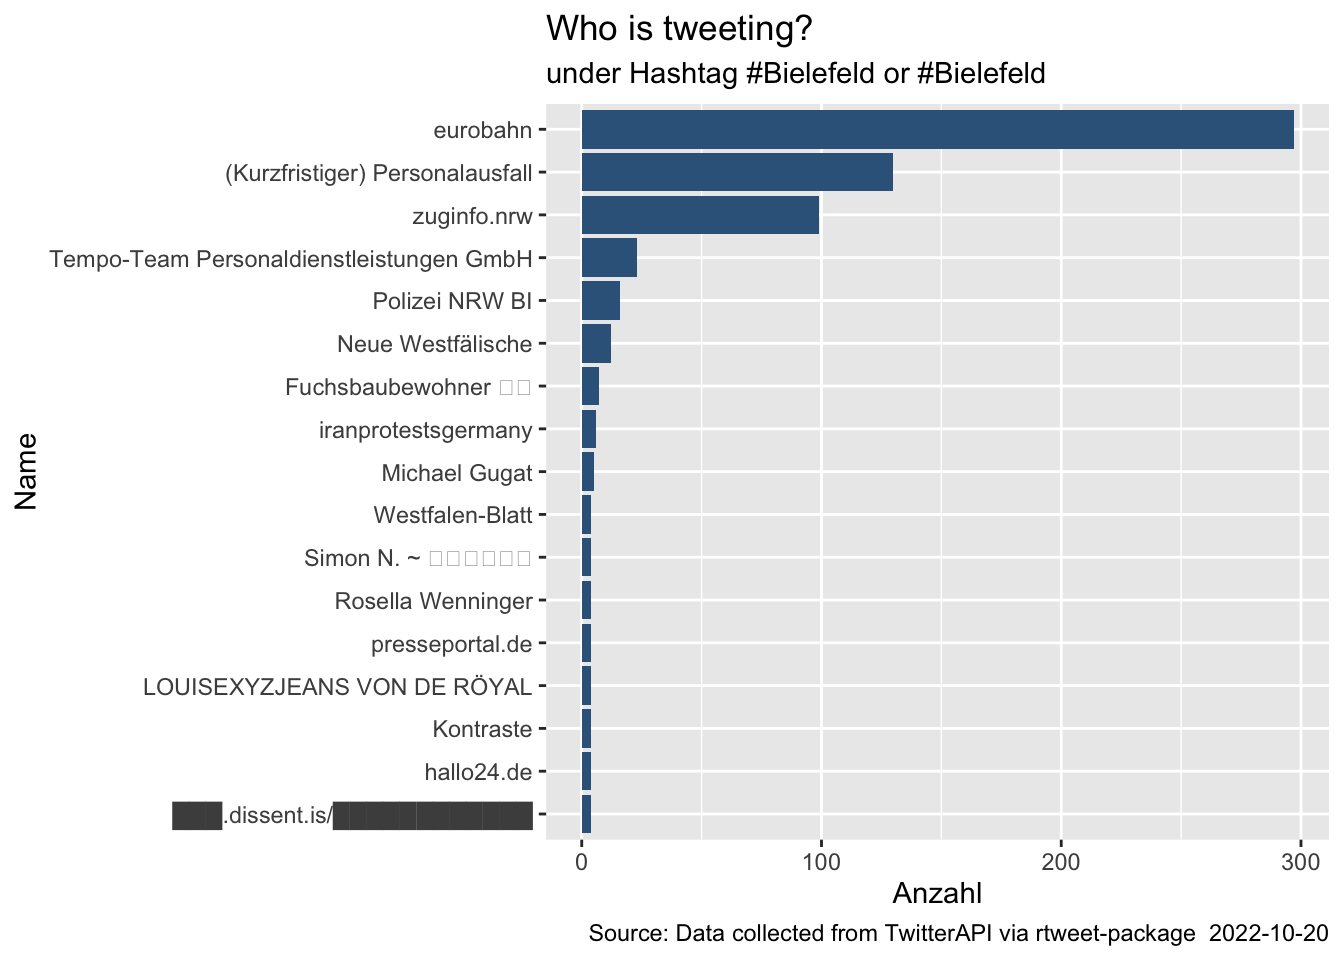 Who is tweeting?
under Hashtag #Bielefeld or #Bielefeld
eurobahn
(Kurzfristiger) Personalausfall
zuginfo.nrw
Tempo-Team Personaldienstleistungen GmbH
Polizei NRW BI
Neue Westfälische
Fuchsbaubewohner □□
iranprotestsgermany
Michael Gugat
Westfalen-Blatt
Simon N. ~ □□□□□□
Rosella Wenninger
presseportal.de
LOUISEXYZJEANS VON DE RÖYAL
Kontraste
hallo24.de
███.dissent.is/████████████
Name
0 100 200 300
Anzahl
Source: Data collected from TwitterAPI via rtweet-package 2022-10-20